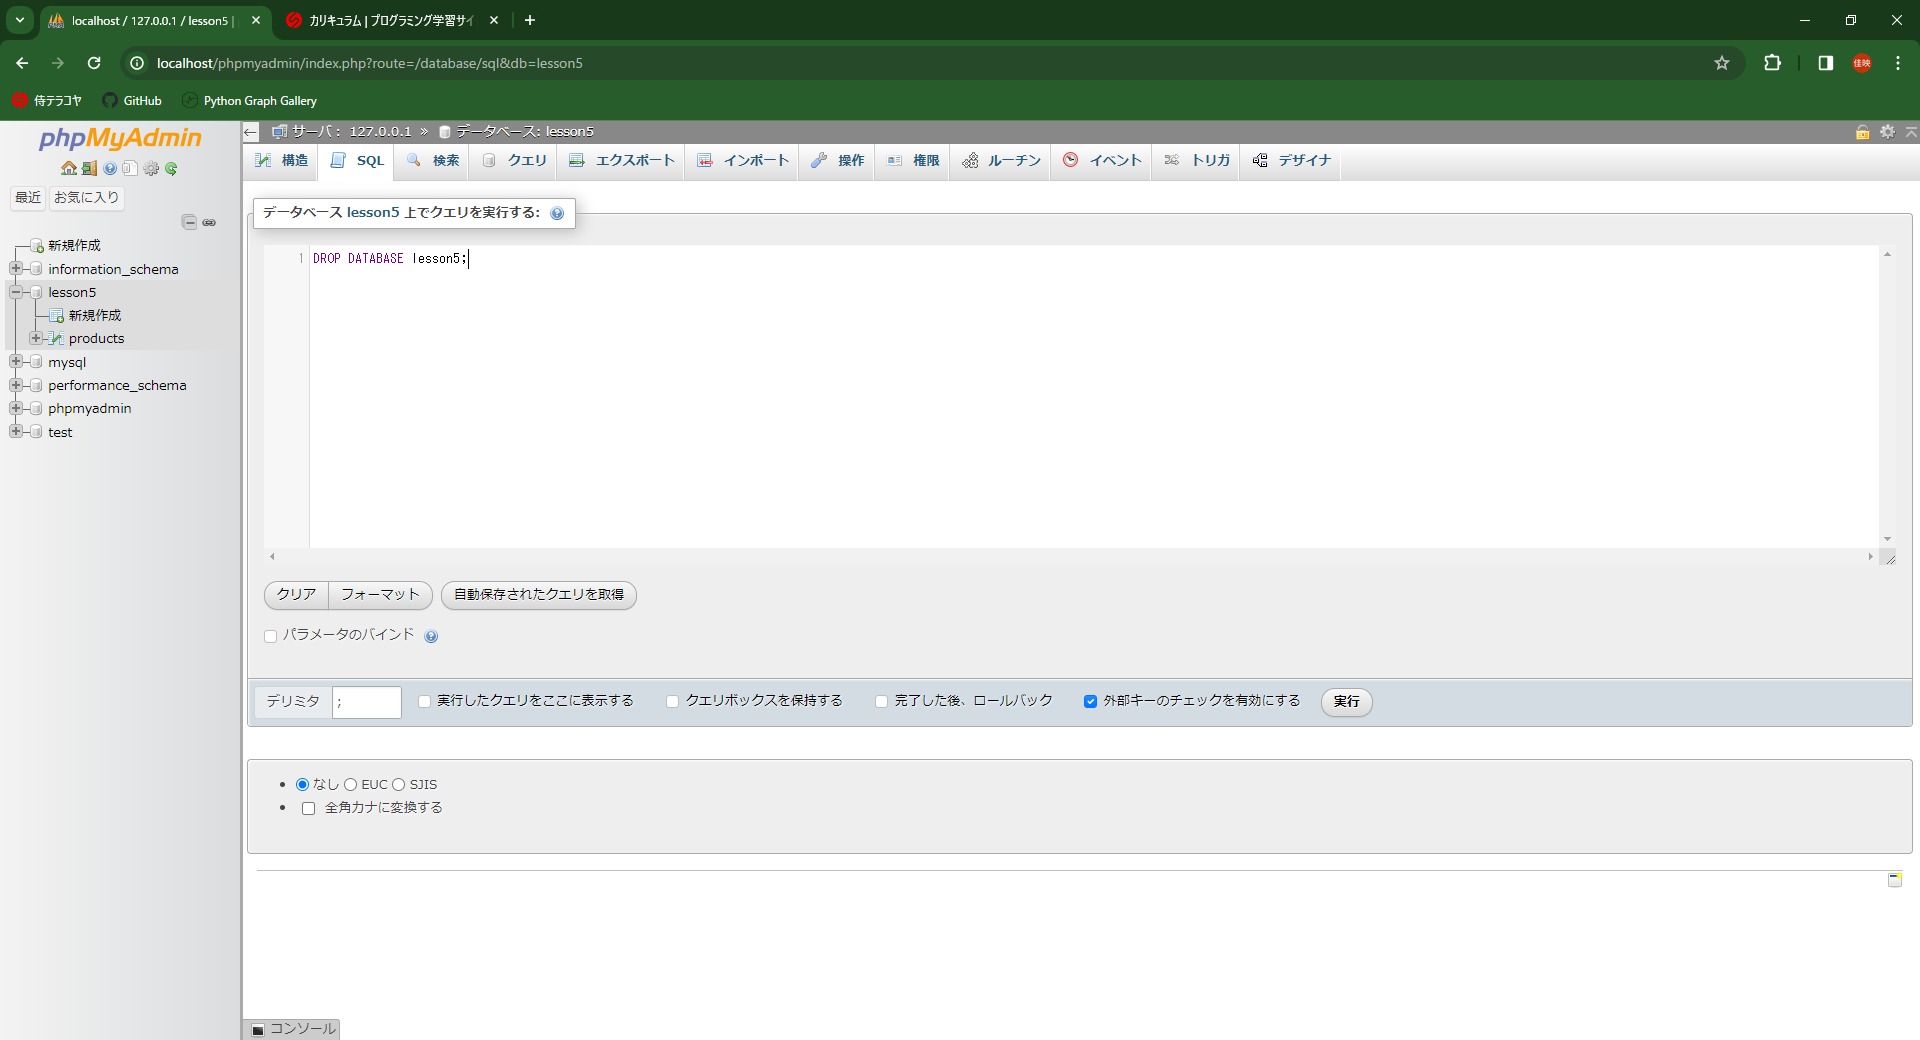 localhost / 127.0.0.1 / lesson5 |
カリキュラム | プログラミング学習サイ
localhost/phpmyadmin/index.php?route=/database/sql&db=lesson5
佳映
侍テラコヤ
GitHub
Python Graph Gallery
phpMyAdmin
最近
お気に入り
新規作成
information_schema
lesson5
新規作成
products
mysql
performance_schema
phpmyadmin
test
サーバ: 127.0.0.1 » データベース: lesson5
構造
SQL
検索
クエリ
エクスポート
インポート
操作
権限
ルーチン
イベント
トリガ
デザイナ
データベース lesson5 上でクエリを実行する:
1 DROP DATABASE lesson5;
クリア
フォーマット
自動保存されたクエリを取得
パラメータのバインド
デリミタ ;
実行したクエリをここに表示する
クエリボックスを保持する
完了した後、ロールバック
外部キーのチェックを有効にする
実行
なし EUC SJIS
全角カナに変換する
コンソール